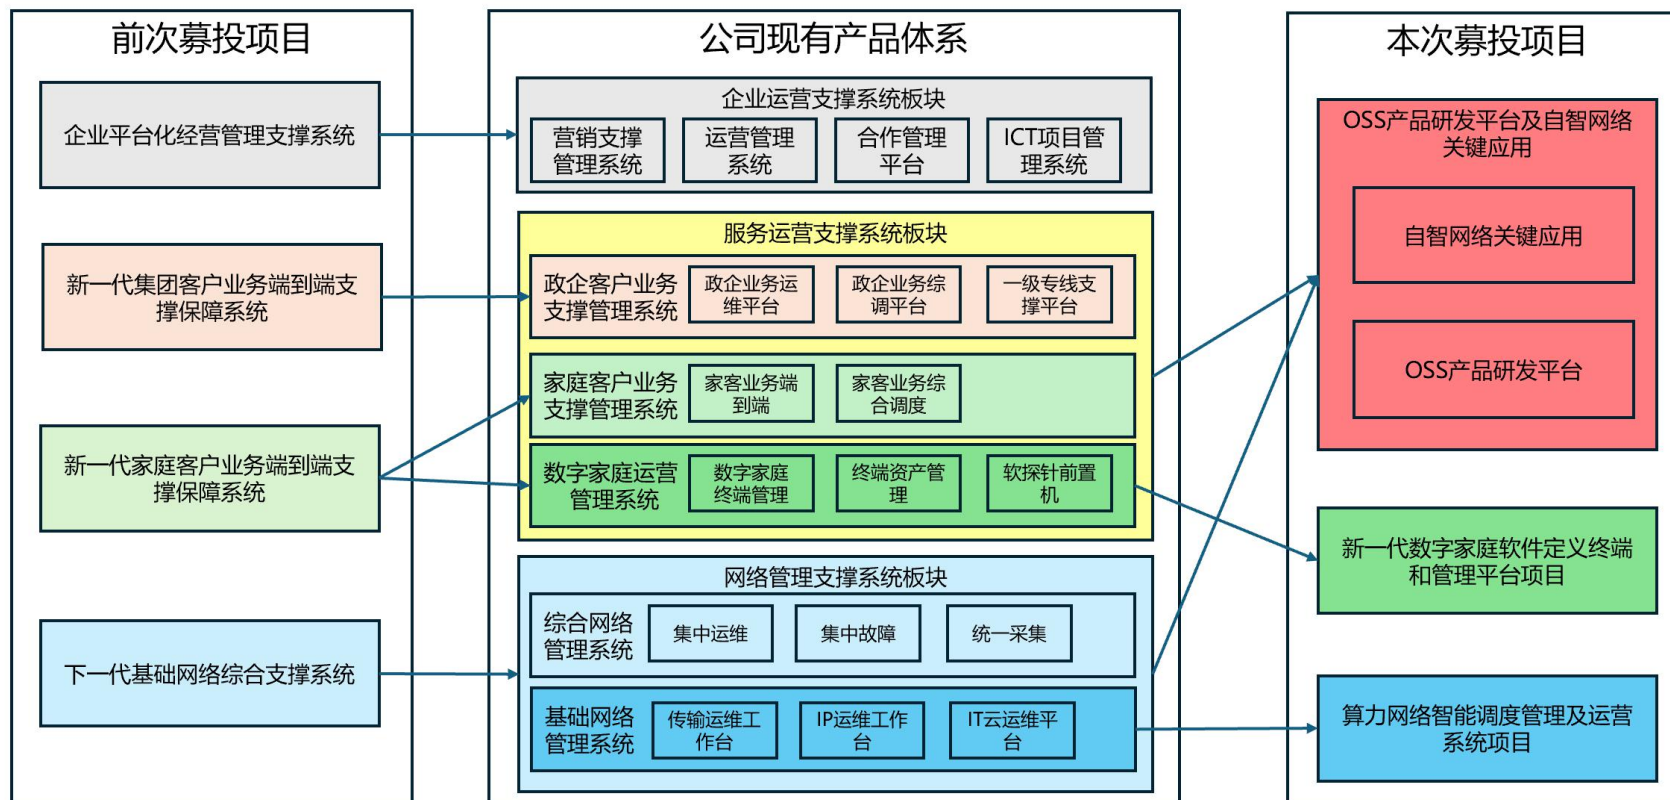 前次募投项目
企业平台化经营管理支撑系统
新一代集团客户业务端到端支
撑保障系统
新一代家庭客户业务端到端支
撑保障系统
下一代基础网络综合支撑系统
公司现有产品体系
企业运营支撑系统板块
营销支撑
管理系统
运营管理
系统
合作管理
平台
ICT项目管
理系统
服务运营支撑系统板块
政企客户业务
支撑管理系统
政企业务运
维平台
政企业务综
调平台
一级专线支
撑平台
家庭客户业务
支撑管理系统
家客业务端
到端
家客业务综
合调度
数字家庭运营
管理系统
数字家庭
终端管理
终端资产管
理
软探针前置
机
网络管理支撑系统板块
综合网络
管理系统
集中运维
集中故障
统一采集
基础网络
管理系统
传输运维工
作台
IP运维工作
台
IT云运维平
台
本次募投项目
OSS产品研发平台及自智网络
关键应用
自智网络关键应用
OSS产品研发平台
新一代数字家庭软件定义终端
和管理平台项目
算力网络智能调度管理及运营
系统项目